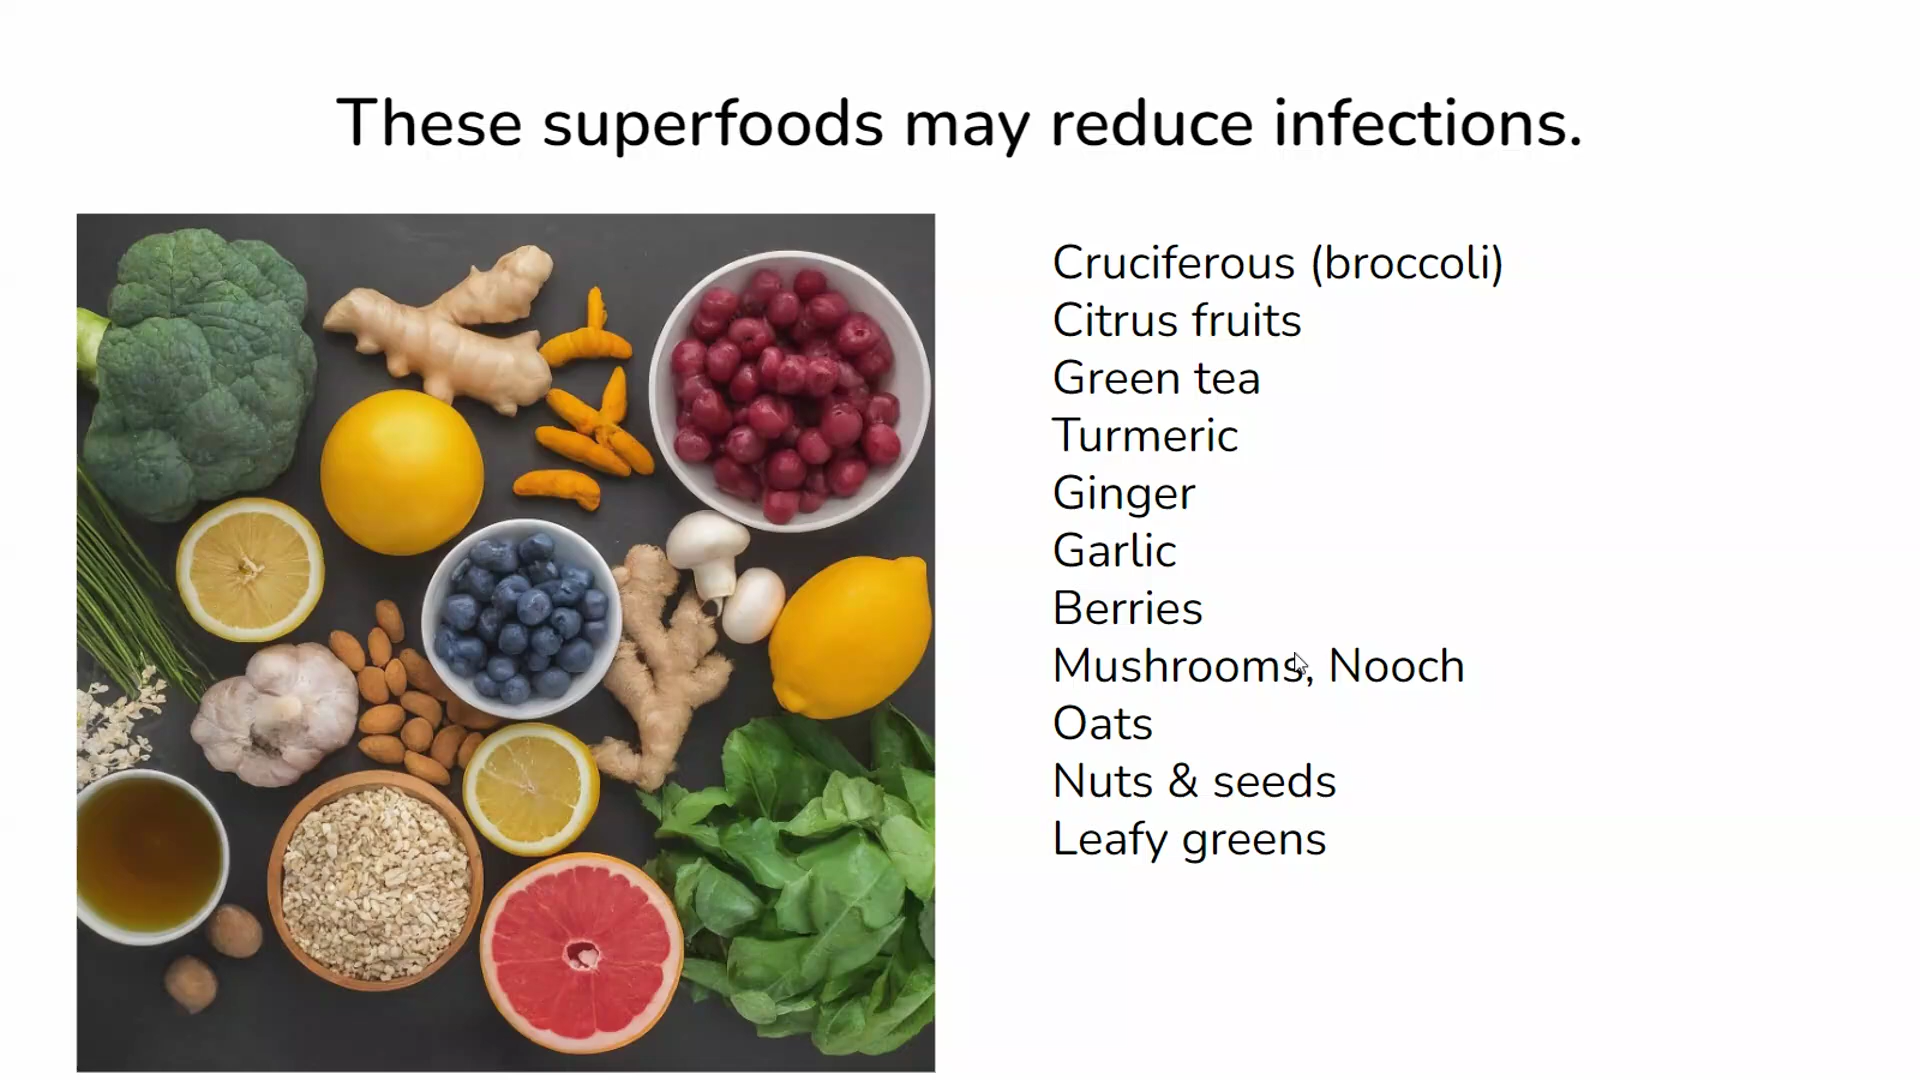 These superfoods may reduce infections.
Cruciferous (broccoli)
Citrus fruits
Green tea
Turmeric
Ginger
Garlic
Berries
Mushrooms, Nooch
Oats
Nuts & seeds
Leafy greens